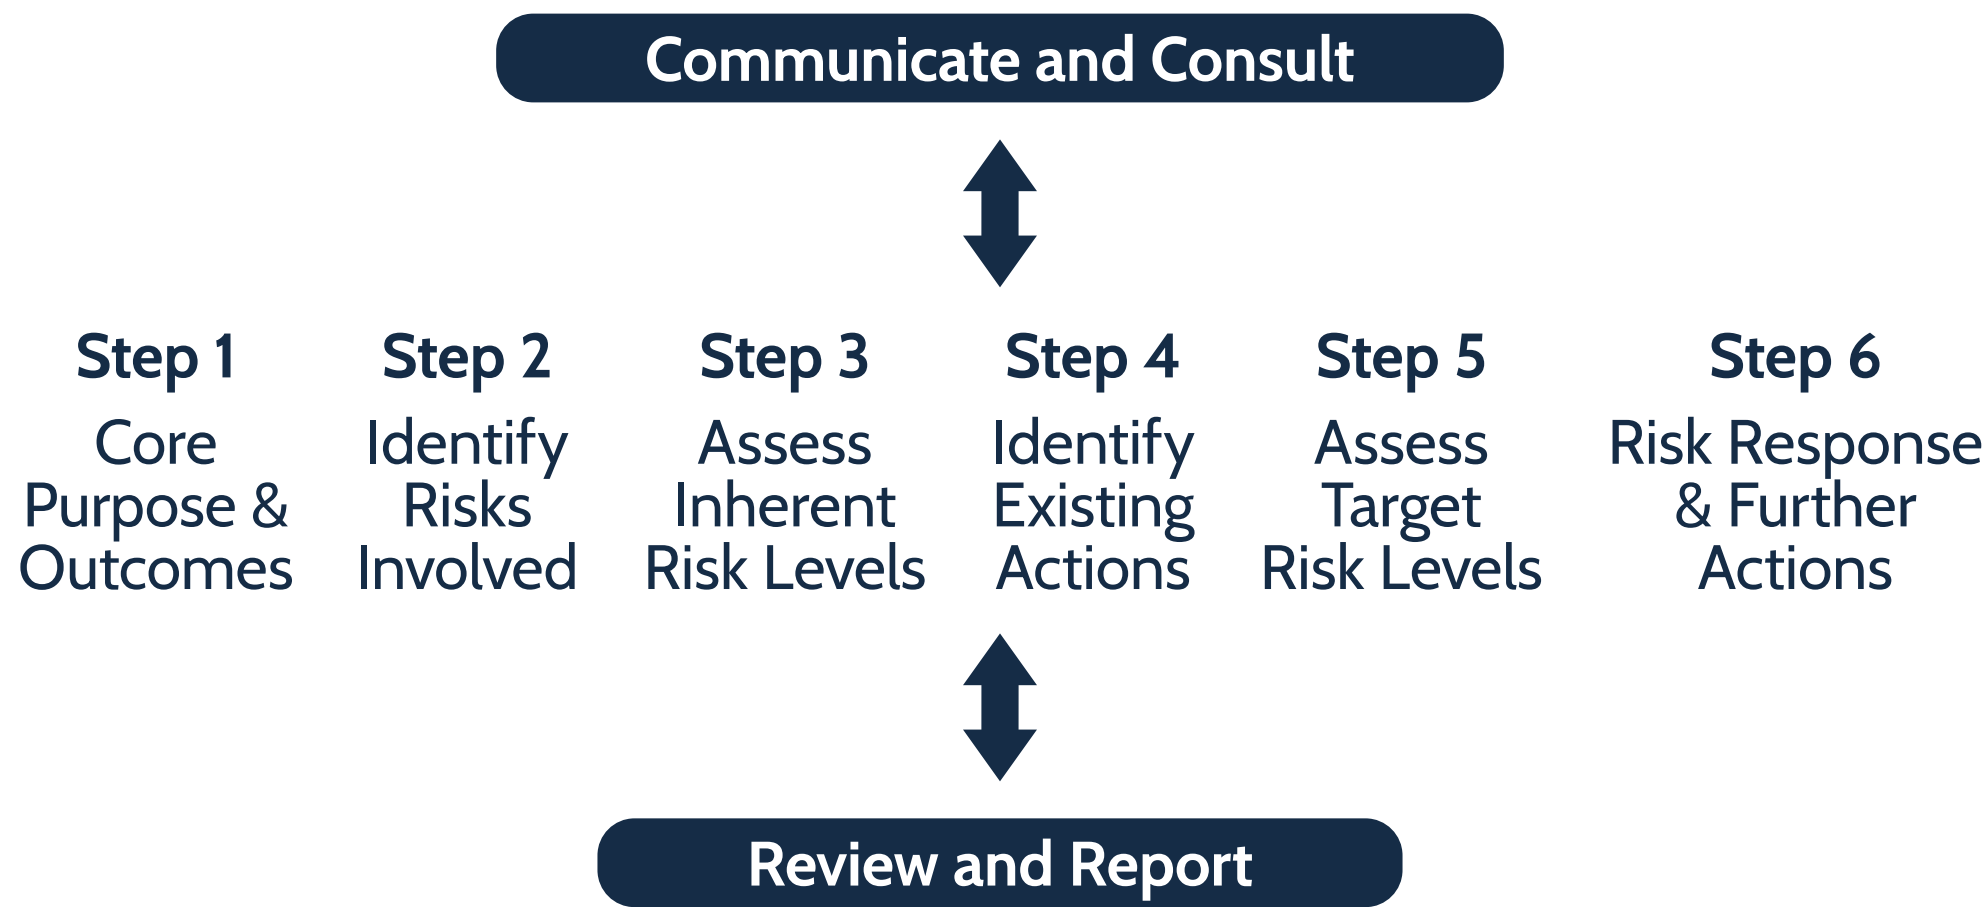 Communicate and Consult
Step 1
Core
Purpose &
Outcomes
Step 2
Identify
Risks
Involved
Step 3
Assess
Inherent
Risk Levels
Step 4
Identify
Existing
Actions
Step 5
Assess
Target
Risk Levels
Step 6
Risk Response
& Further
Actions
Review and Report